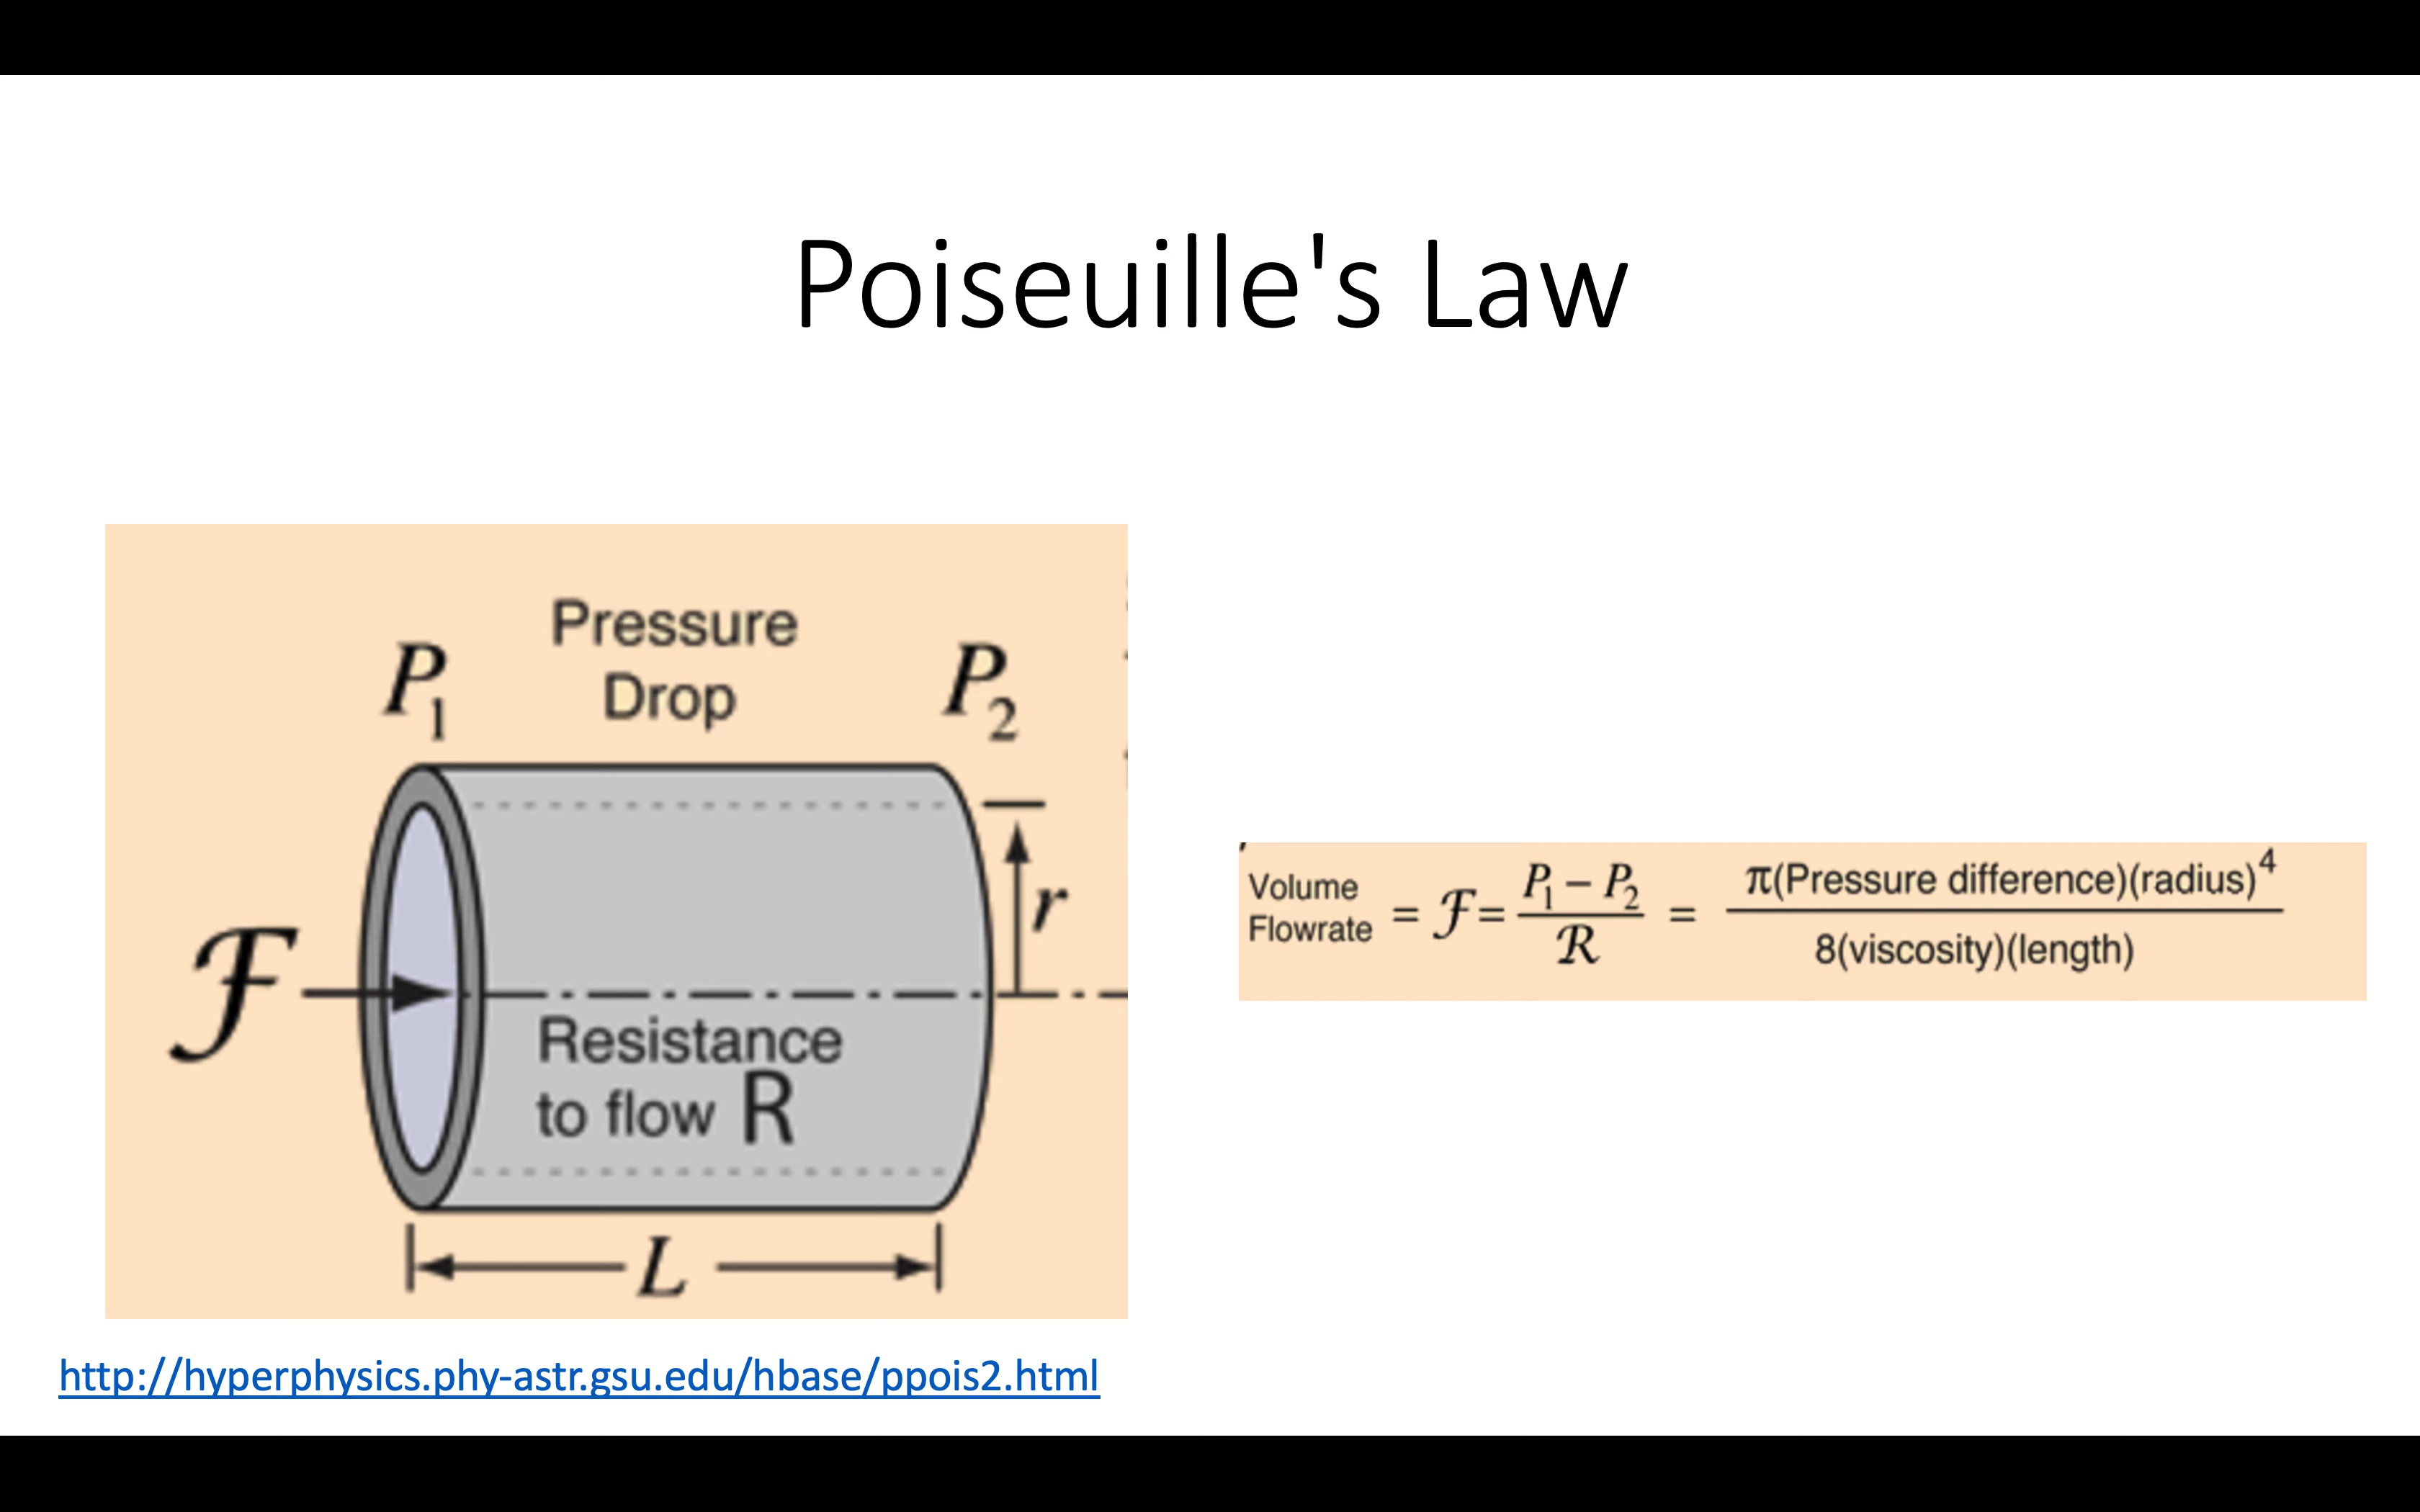 Poiseuille's Law
Pressure
Drop
P₁
P₂
r
ℱ
Resistance
to flow R
L
Volume
Flowrate
= ℱ = P₁ − P₂ / ℛ = π(Pressure difference)(radius)⁴ / 8(viscosity)(length)
http://hyperphysics.phy-astr.gsu.edu/hbase/ppois2.html